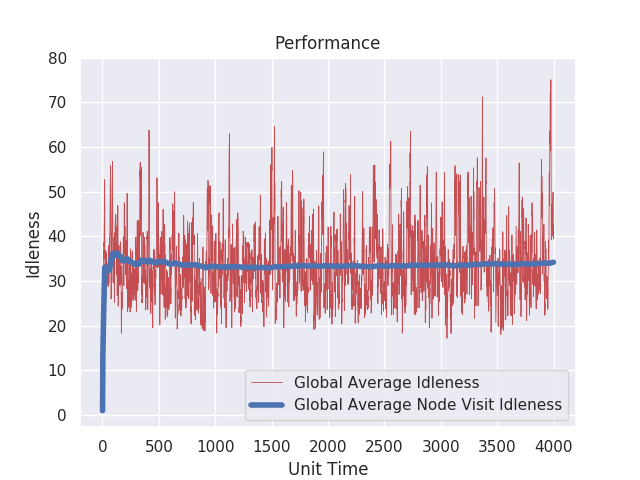 Performance
80
70
60
50
40
30
20
10
0
Idleness
Global Average Idleness
Global Average Node Visit Idleness
0 500 1000 1500 2000 2500 3000 3500 4000
Unit Time